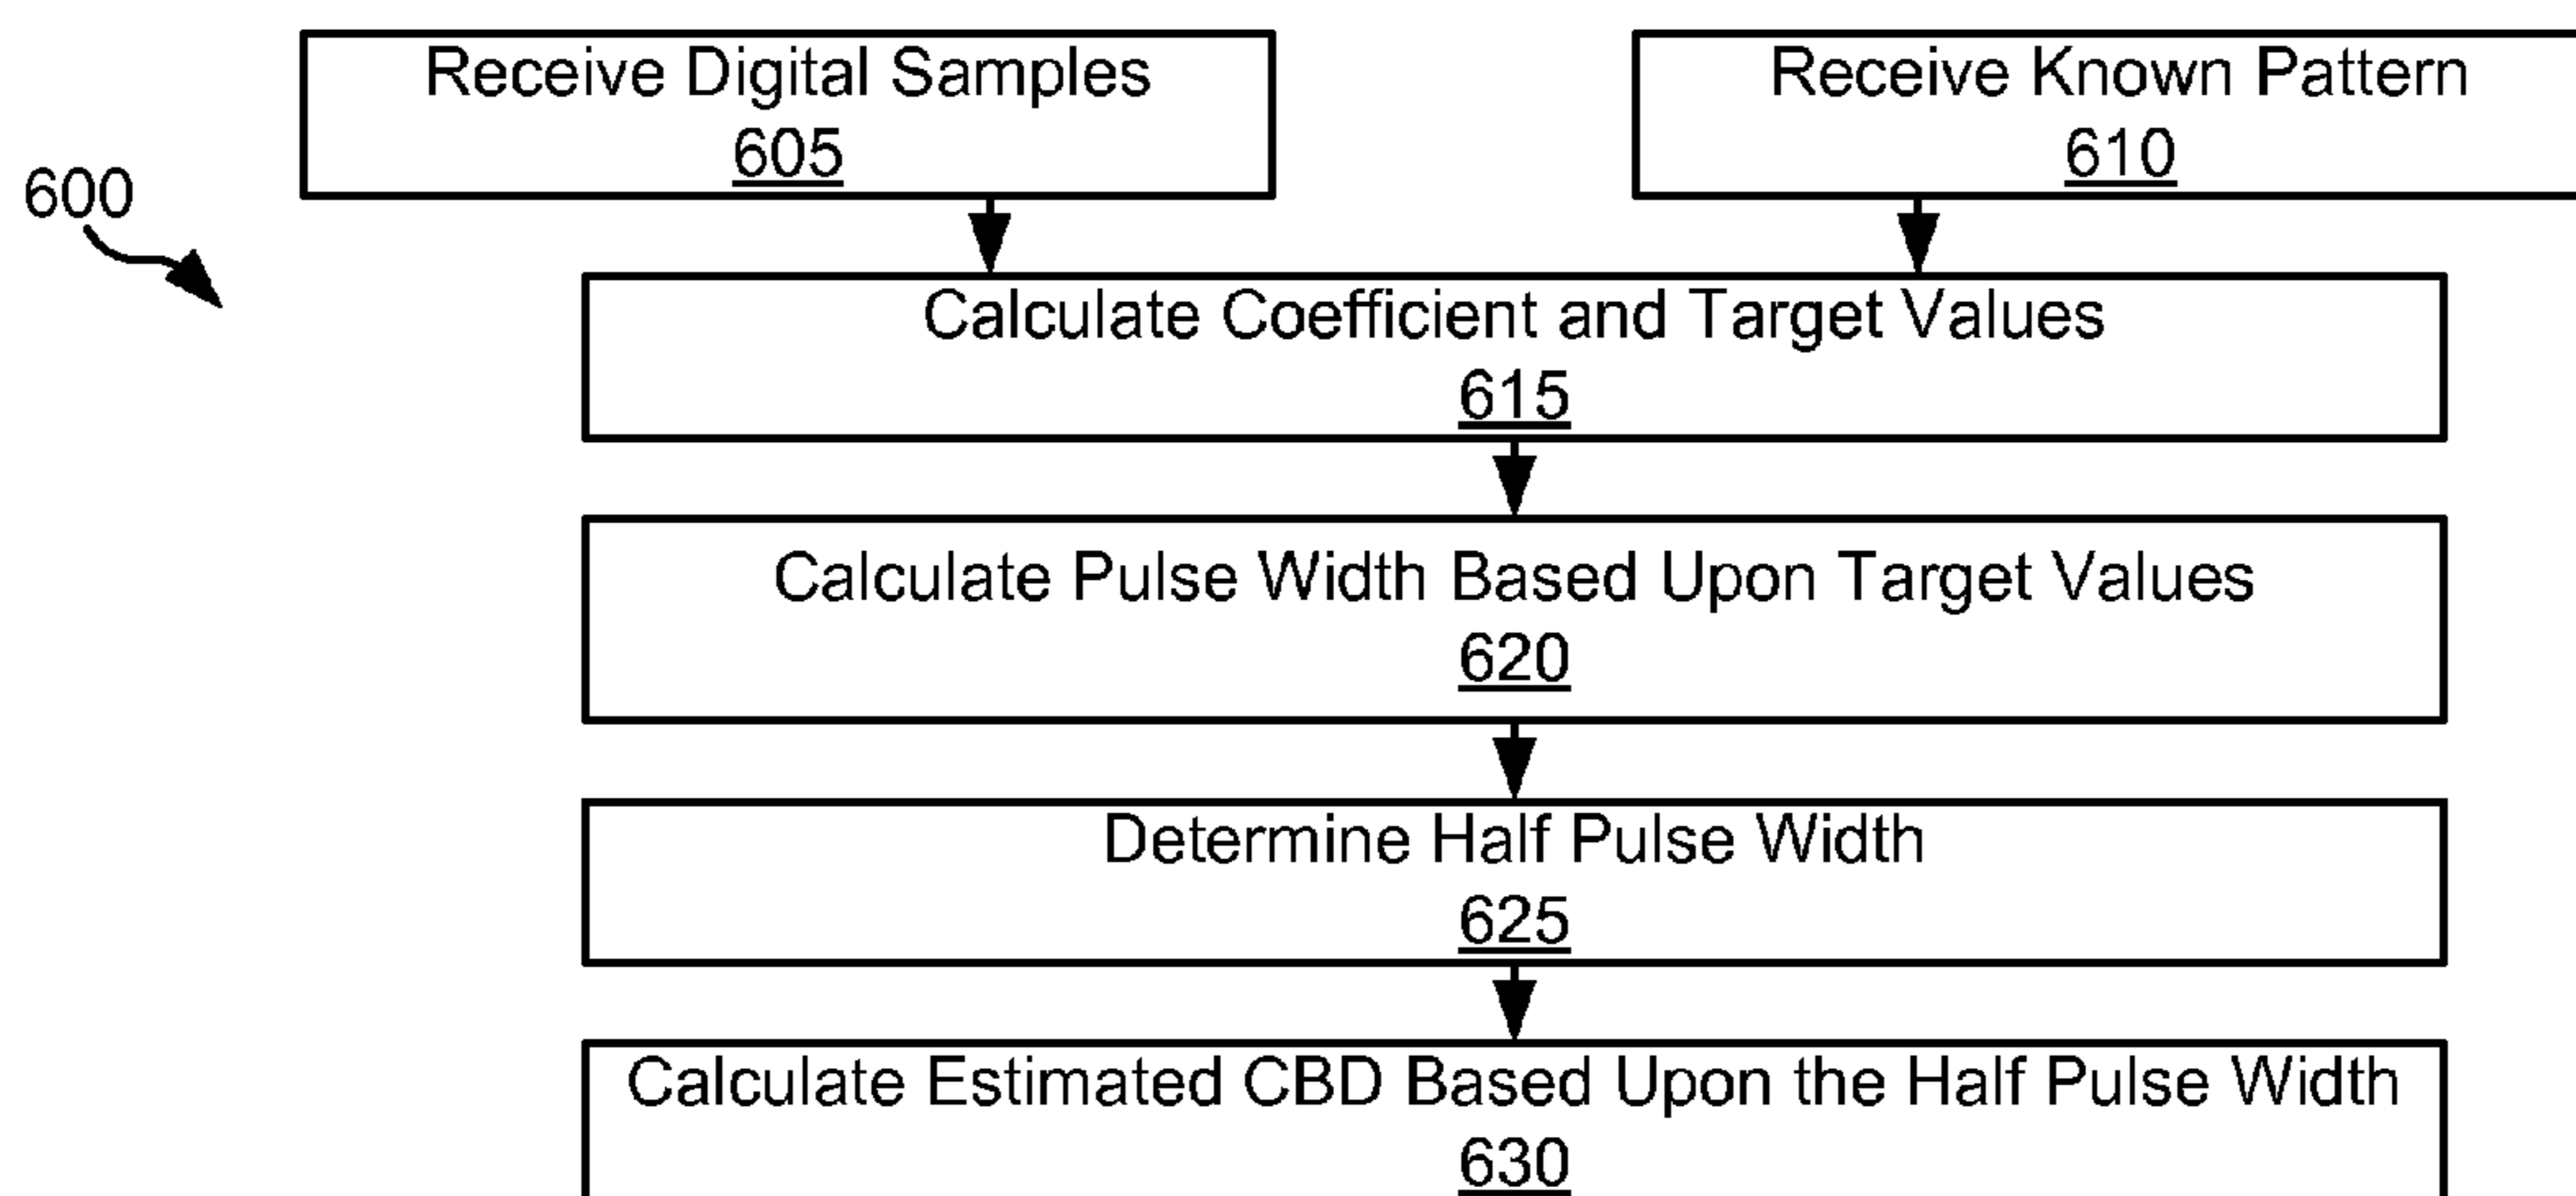 Receive Digital Samples
605
Receive Known Pattern
610
600
Calculate Coefficient and Target Values
615
Calculate Pulse Width Based Upon Target Values
620
Determine Half Pulse Width
625
Calculate Estimated CBD Based Upon the Half Pulse Width
630